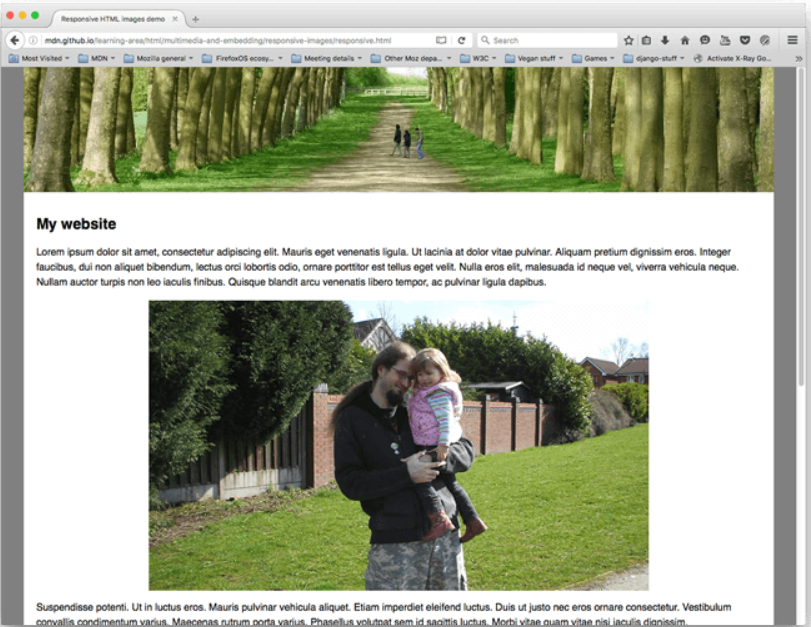 Responsive HTML images demo
mdn.github.io/learning-area/html/multimedia-and-embedding/responsive-images/responsive.html
Search
Most Visited MDN Mozilla general FirefoxOS ecosy... Meeting details Other Moz depa... W3C Vegan stuff Games django-stuff Activate X-Ray Go...
My website
Lorem ipsum dolor sit amet, consectetur adipiscing elit. Mauris eget venenatis ligula. Ut lacinia at dolor vitae pulvinar. Aliquam pretium dignissim eros. Integer
faucibus, dui non aliquet bibendum, lectus orci lobortis odio, ornare porttitor est tellus eget velit. Nulla eros elit, malesuada id neque vel, viverra vehicula neque.
Nullam auctor turpis non leo iaculis finibus. Quisque blandit arcu venenatis libero tempor, ac pulvinar ligula dapibus.
Suspendisse potenti. Ut in luctus eros. Mauris pulvinar vehicula aliquet. Etiam imperdiet eleifend luctus. Duis ut justo nec eros ornare consectetur. Vestibulum
convallis condimentum varius. Maecenas rutrum porta varius. Phasellus volutpat sem id sagittis luctus. Morbi vitae quam vitae nisi iaculis dignissim.